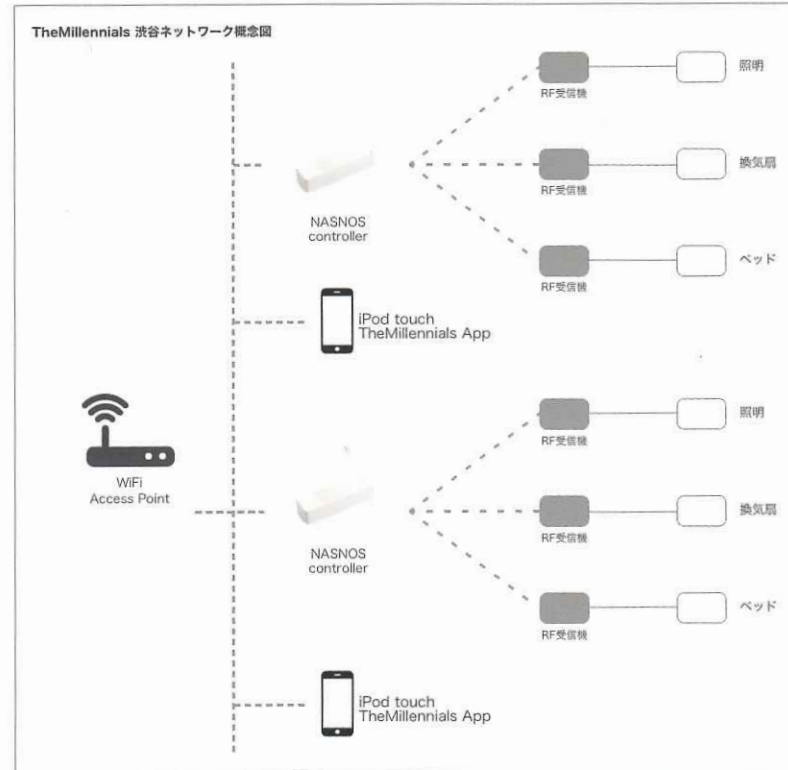 TheMillennials 渋谷ネットワーク概念図
RF受信機
照明
RF受信機
換気扇
RF受信機
ベッド
NASNOS
controller
iPod touch
TheMillennials App
WiFi
Access Point
RF受信機
照明
RF受信機
換気扇
RF受信機
ベッド
NASNOS
controller
iPod touch
TheMillennials App